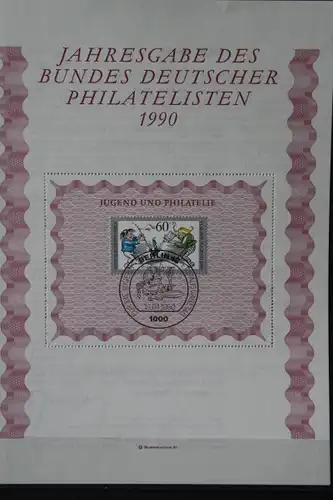 JAHRESGABE DES
BUNDES DEUTSCHER
PHILATELISTEN
1990
JUGEND UND PHILATELIE
60
1000